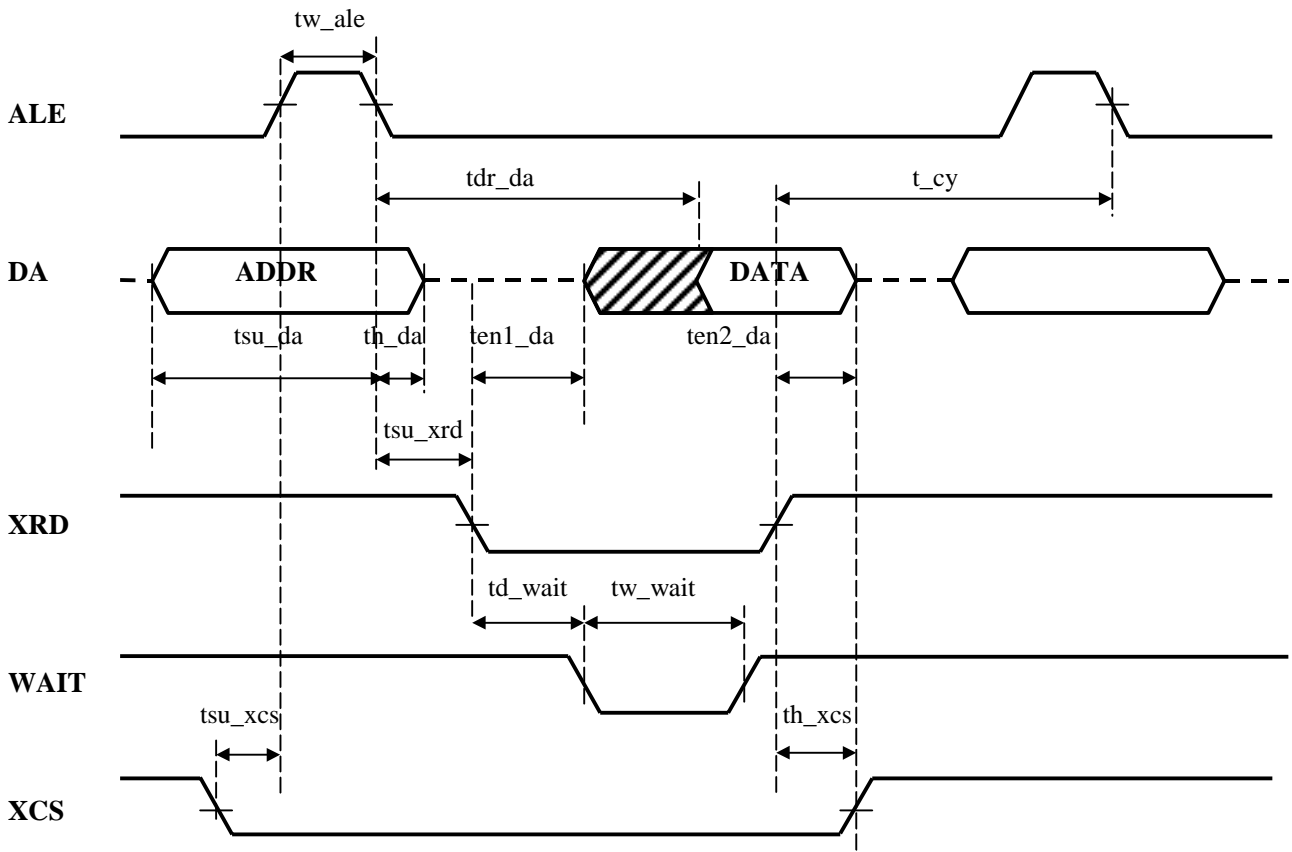 tw_ale
ALE
tdr_da t_cy
DA ADDR DATA
tsu_da th_da ten1_da ten2_da
tsu_xrd
XRD
td_wait tw_wait
WAIT
tsu_xcs th_xcs
XCS